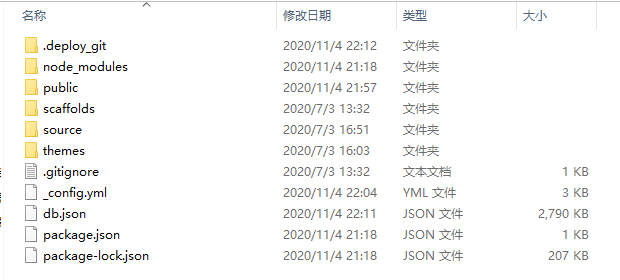 名称 修改日期 类型 大小
.deploy_git 2020/11/4 22:12 文件夹
node_modules 2020/11/4 21:18 文件夹
public 2020/11/4 21:57 文件夹
scaffolds 2020/7/3 13:32 文件夹
source 2020/7/3 16:51 文件夹
themes 2020/7/3 16:03 文件夹
.gitignore 2020/7/3 13:32 文本文档 1 KB
_config.yml 2020/11/4 22:04 YML 文件 3 KB
db.json 2020/11/4 22:11 JSON 文件 2,790 KB
package.json 2020/11/4 21:18 JSON 文件 1 KB
package-lock.json 2020/11/4 21:18 JSON 文件 207 KB